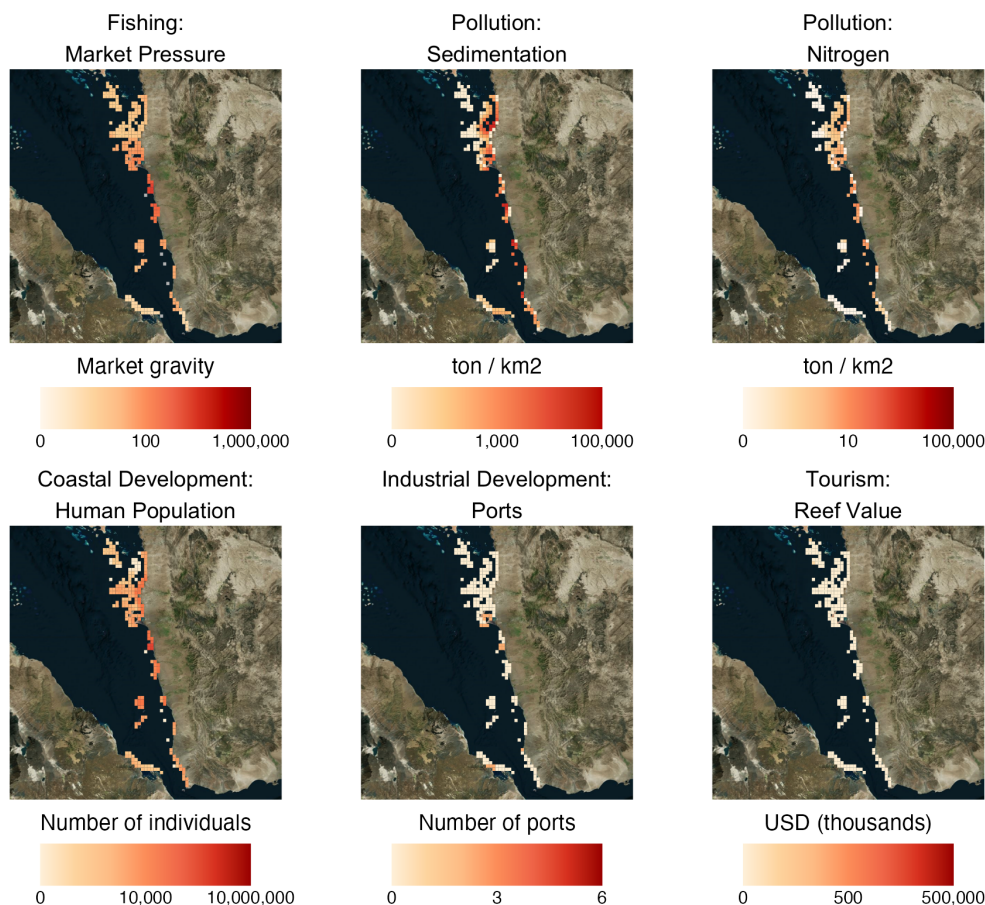 Fishing:
Market Pressure
Pollution:
Sedimentation
Pollution:
Nitrogen
Market gravity
0 100 1,000,000
ton / km2
0 1,000 100,000
ton / km2
0 10 100,000
Coastal Development:
Human Population
Industrial Development:
Ports
Tourism:
Reef Value
Number of individuals
0 10,000 10,000,000
Number of ports
0 3 6
USD (thousands)
0 500 500,000